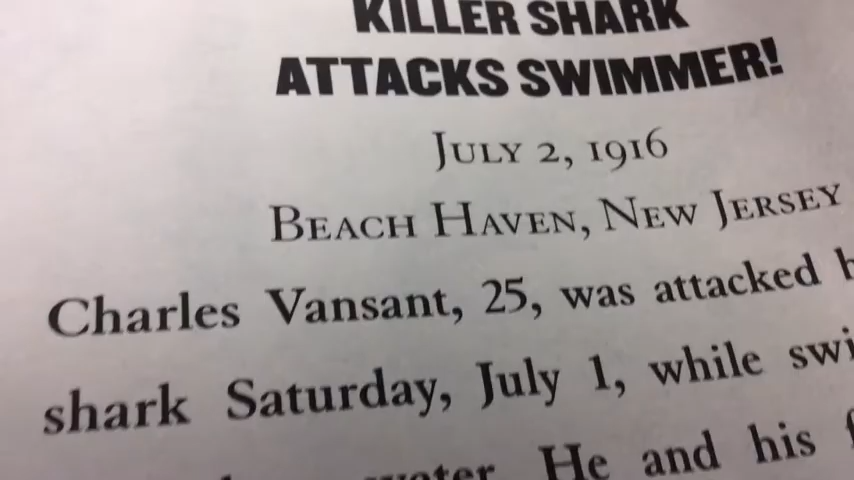 KILLER SHARK
ATTACKS SWIMMER!
JULY 2, 1916
BEACH HAVEN, NEW JERSEY
Charles Vansant, 25, was attacked
shark Saturday, July 1, while
water. He and his